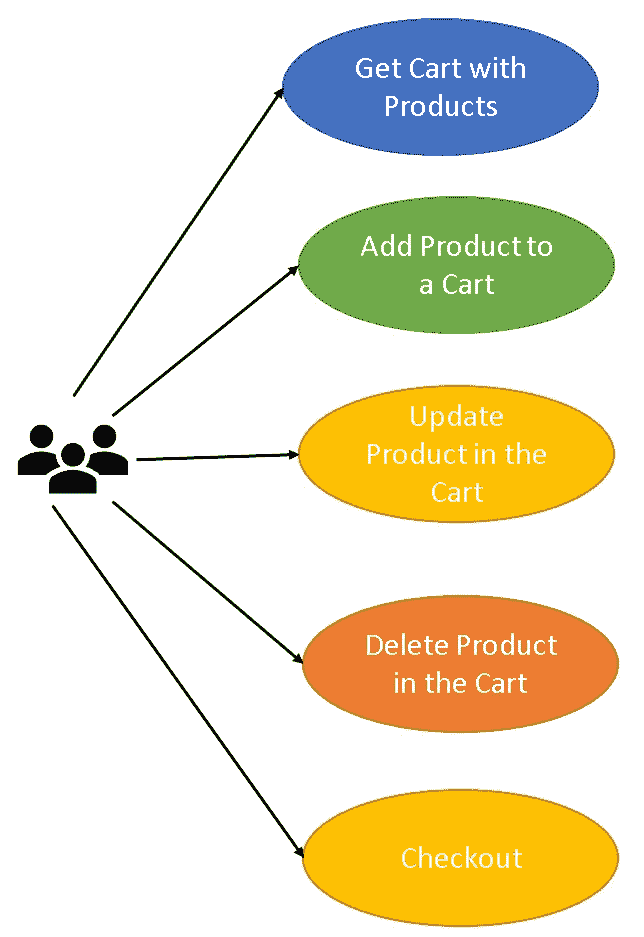 Get Cart with
Products
Add Product to
a Cart
Update
Product in the
Cart
Delete Product
in the Cart
Checkout